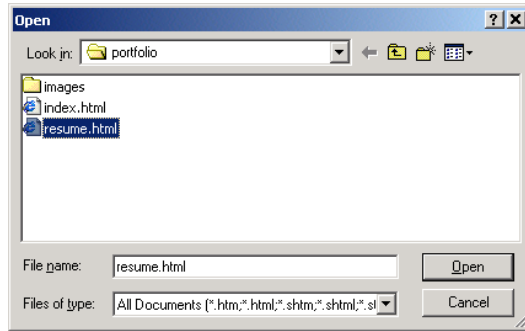 Open
Look in: portfolio
images
index.html
resume.html
File name: resume.html Open
Files of type: All Documents (*.htm;*.html;*.shtm;*.shtml;*.sl Cancel